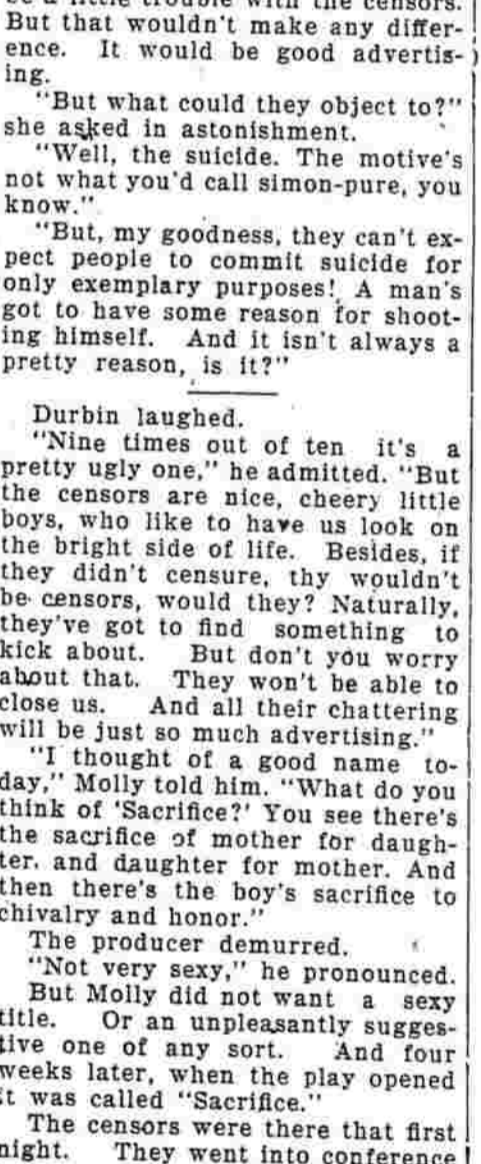 be a little trouble with the censors.
But that wouldn't make any differ-
ence. It would be good advertis-
ing.
"But what could they object to?"
she asked in astonishment.
"Well, the suicide. The motive's
not what you'd call simon-pure, you
know."
"But, my goodness, they can't ex-
pect people to commit suicide for
only exemplary purposes! A man's
got to have some reason for shoot-
ing himself. And it isn't always a
pretty reason, is it?"
Durbin laughed.
"Nine times out of ten it's a
pretty ugly one," he admitted. "But
the censors are nice, cheery little
boys, who like to have us look on
the bright side of life. Besides, if
they didn't censure, thy wouldn't
be censors, would they? Naturally,
they've got to find something to
kick about. But don't you worry
about that. They won't be able to
close us. And all their chattering
will be just so much advertising."
"I thought of a good name to-
day," Molly told him. "What do you
think of 'Sacrifice?' You see there's
the sacrifice of mother for daugh-
ter, and daughter for mother. And
then there's the boy's sacrifice to
chivalry and honor."
The producer demurred.
"Not very sexy," he pronounced.
But Molly did not want a sexy
title. Or an unpleasantly sugges-
tive one of any sort. And four
weeks later, when the play opened
it was called "Sacrifice."
The censors were there that first
night. They went into conference